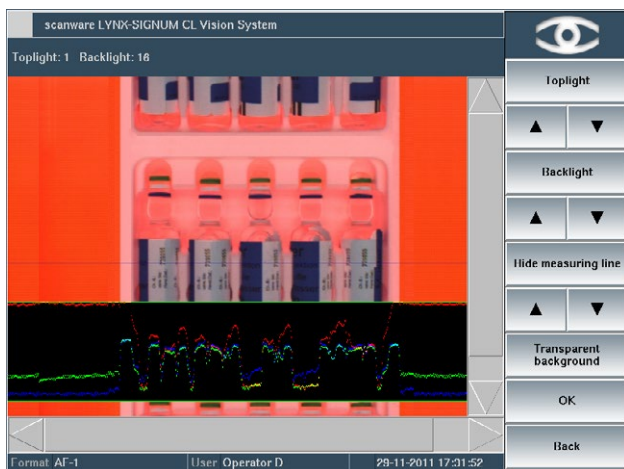 scanware LYNX-SIGNUM CL Vision System
Toplight: 1 Backlight: 16
Toplight
Backlight
Hide measuring line
Transparent
background
OK
Back
Format AF-1
User Operator D
29-11-2011 17:31:52